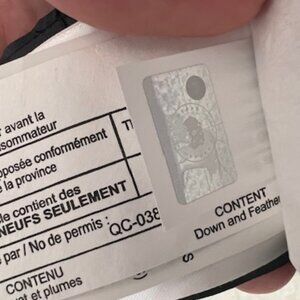 avant la
sommateur
posée conformément
la province
le contient des
NEUFS SEULEMENT
par / No de permis : QC-038
CONTENU
et plumes
CONTENT
Down and Feather